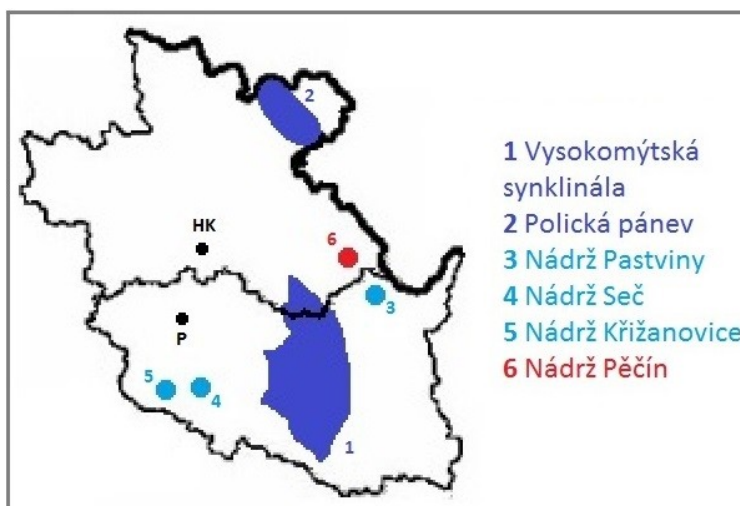 2
HK
6
3
P
5
4
1
1 Vysokomýtská
synklinála
2 Polická pánev
3 Nádrž Pastviny
4 Nádrž Seč
5 Nádrž Křižanovice
6 Nádrž Pěčín